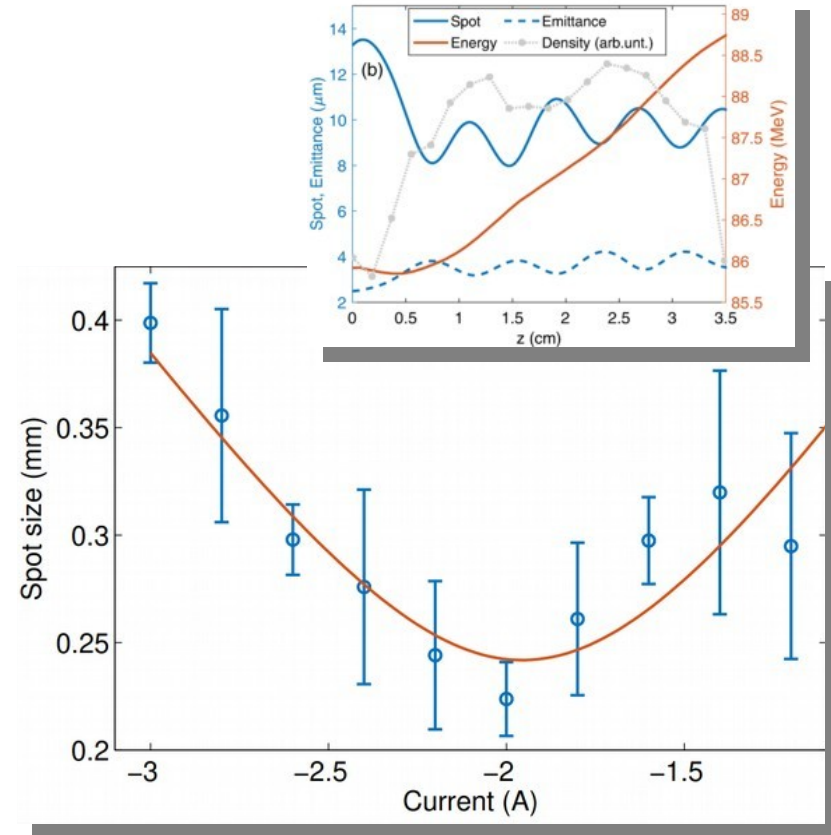 14
12
10
8
6
4
2
Spot, Emittance (μm)
Spot Emittance
Energy Density (arb.unt.)
(b)
89
88.5
88
87.5
87
86.5
86
85.5
Energy (MeV)
0 0.5 1 1.5 2 2.5 3 3.5
z (cm)
0.4
0.35
0.3
0.25
0.2
Spot size (mm)
−3 −2.5 −2 −1.5
Current (A)